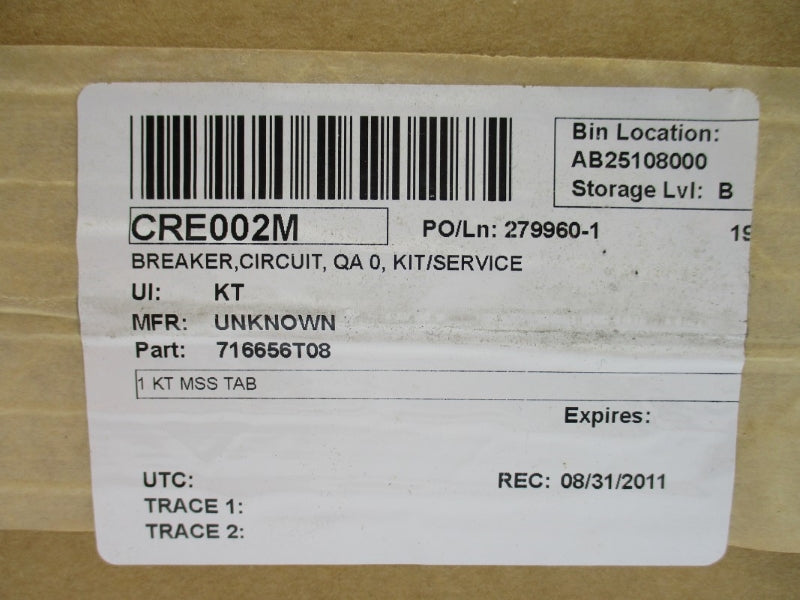 Bin Location:
AB25108000
Storage Lvl: B
CRE002M
PO/Ln: 279960-1
BREAKER,CIRCUIT, QA 0, KIT/SERVICE
UI: KT
MFR: UNKNOWN
Part: 716656T08
1 KT MSS TAB
Expires:
UTC:
REC: 08/31/2011
TRACE 1:
TRACE 2: